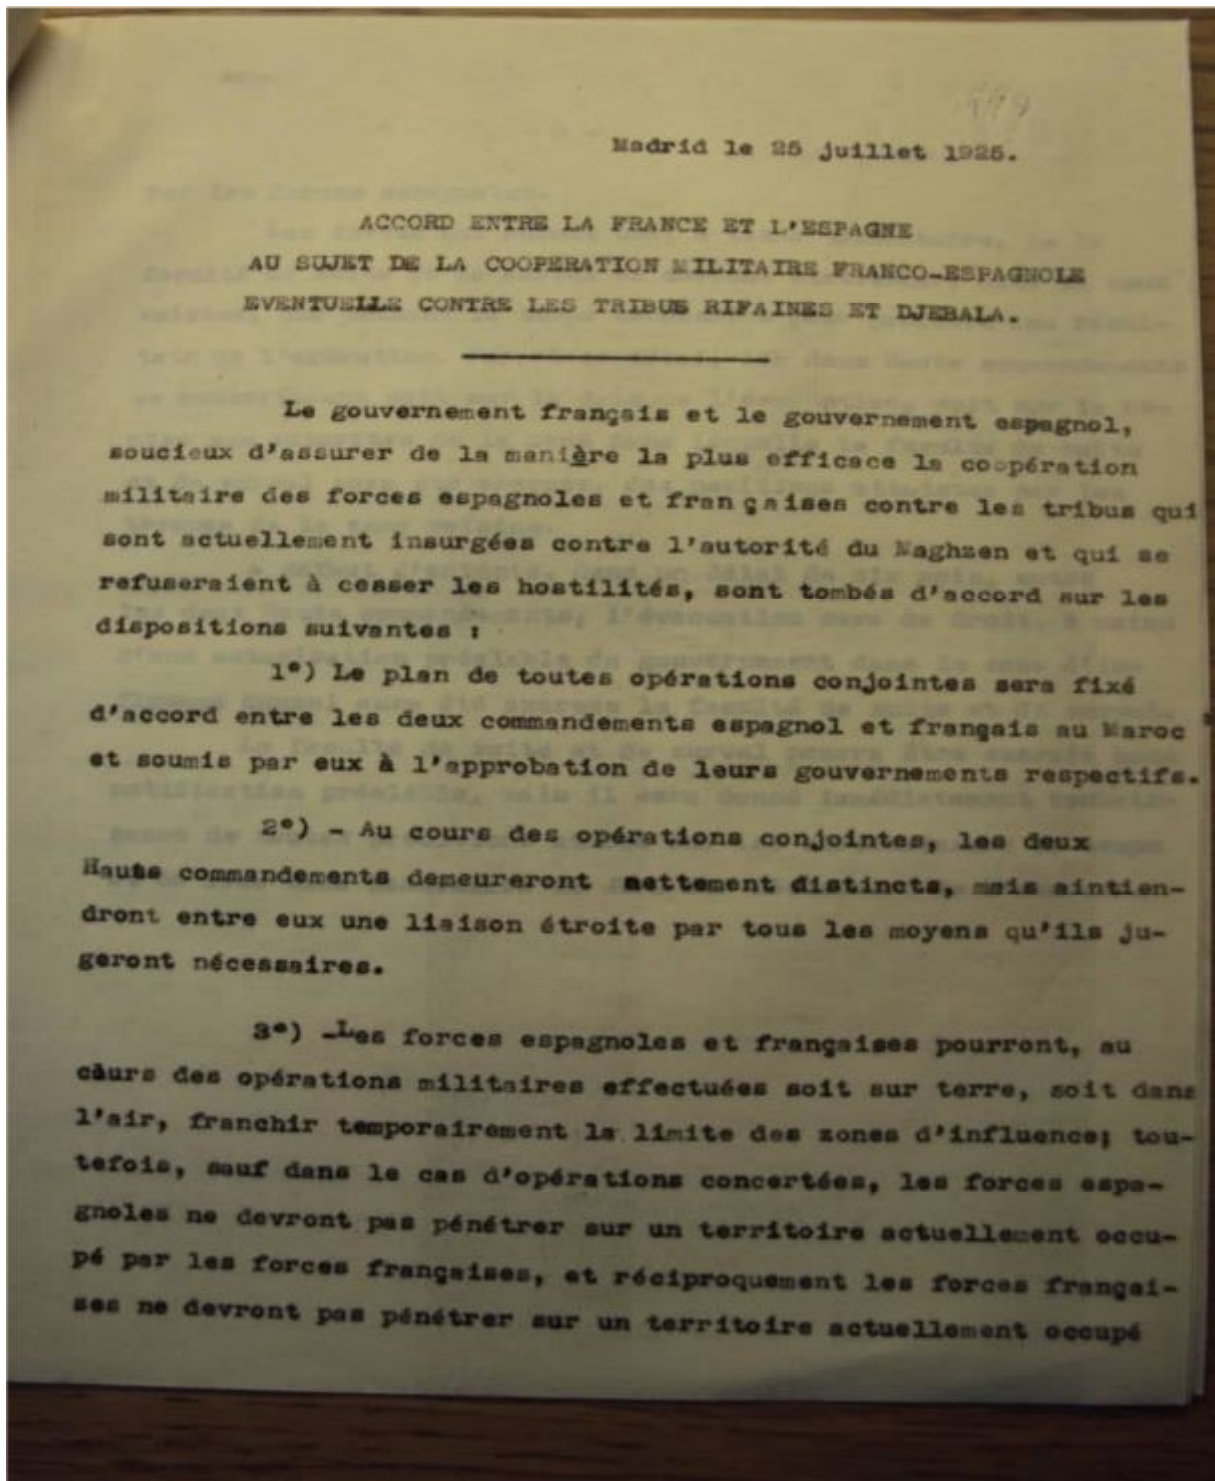 Madrid le 25 juillet 1925.
ACCORD ENTRE LA FRANCE ET L'ESPAGNE
AU SUJET DE LA COOPERATION MILITAIRE FRANCO-ESPAGNOLE
EVENTUELLE CONTRE LES TRIBUS RIFAINES ET DJEBALA.
Le gouvernement français et le gouvernement espagnol,
soucieux d'assurer de la manière la plus efficace la coopération
militaire des forces espagnoles et fran çaises contre les tribus qui
sont actuellement insurgées contre l'autorité du Maghzen et qui se
refuseraient à cesser les hostilités, sont tombés d'accord sur les
dispositions suivantes :
1°) Le plan de toutes opérations conjointes sera fixé
d'accord entre les deux commandements espagnol et français au Maroc
et soumis par eux à l'approbation de leurs gouvernements respectifs.
2°) - Au cours des opérations conjointes, les deux
Hauts commandements demeureront nettement distincts, mais aintien-
dront entre eux une liaison étroite par tous les moyens qu'ils ju-
geront nécessaires.
3°) -Les forces espagnoles et françaises pourront, au
cours des opérations militaires effectuées soit sur terre, soit dans
l'air, franchir temporairement la limite des zones d'influence; tou-
tefois, sauf dans le cas d'opérations concertées, les forces espa-
gnoles ne devront pas pénétrer sur un territoire actuellement occu-
pé par les forces françaises, et réciproquement les forces françai-
ses ne devront pas pénétrer sur un territoire actuellement occupé